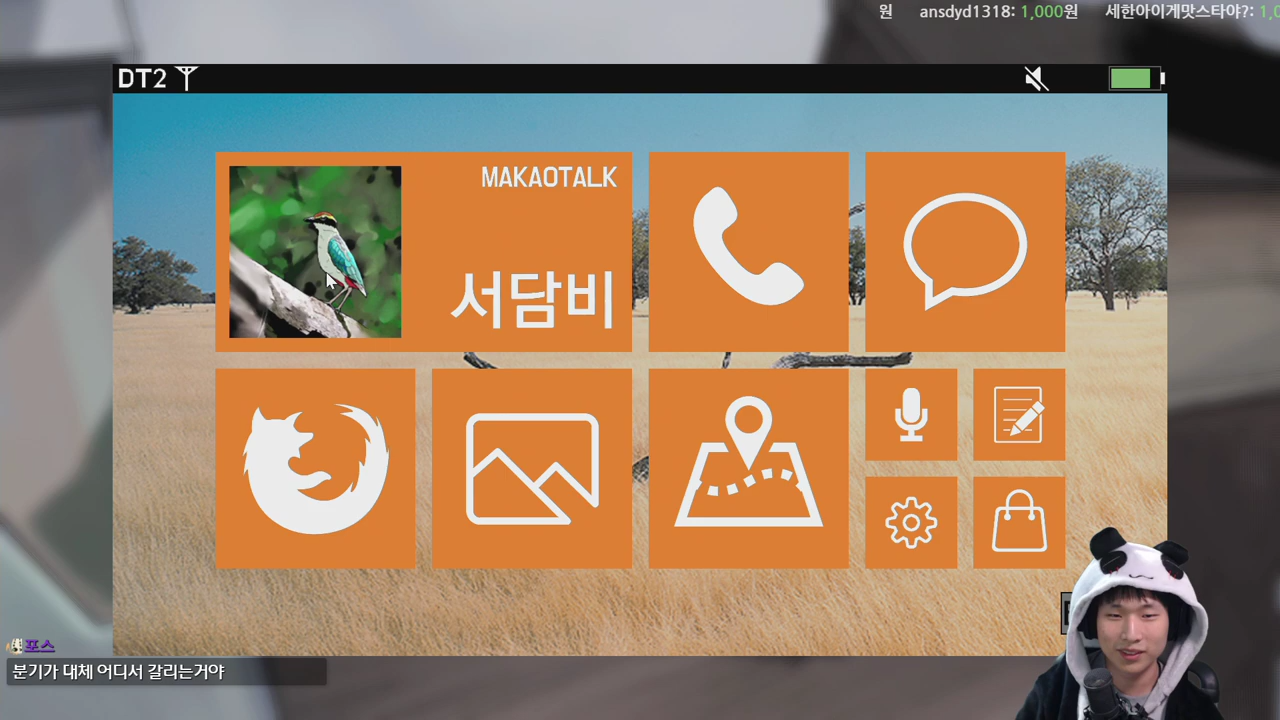 원 ansdyd1318: 1,000원 세한아이게맛스타야?:
DT2
MAKAOTALK
서담비
포스
분기가 대체 어디서 갈리는거야